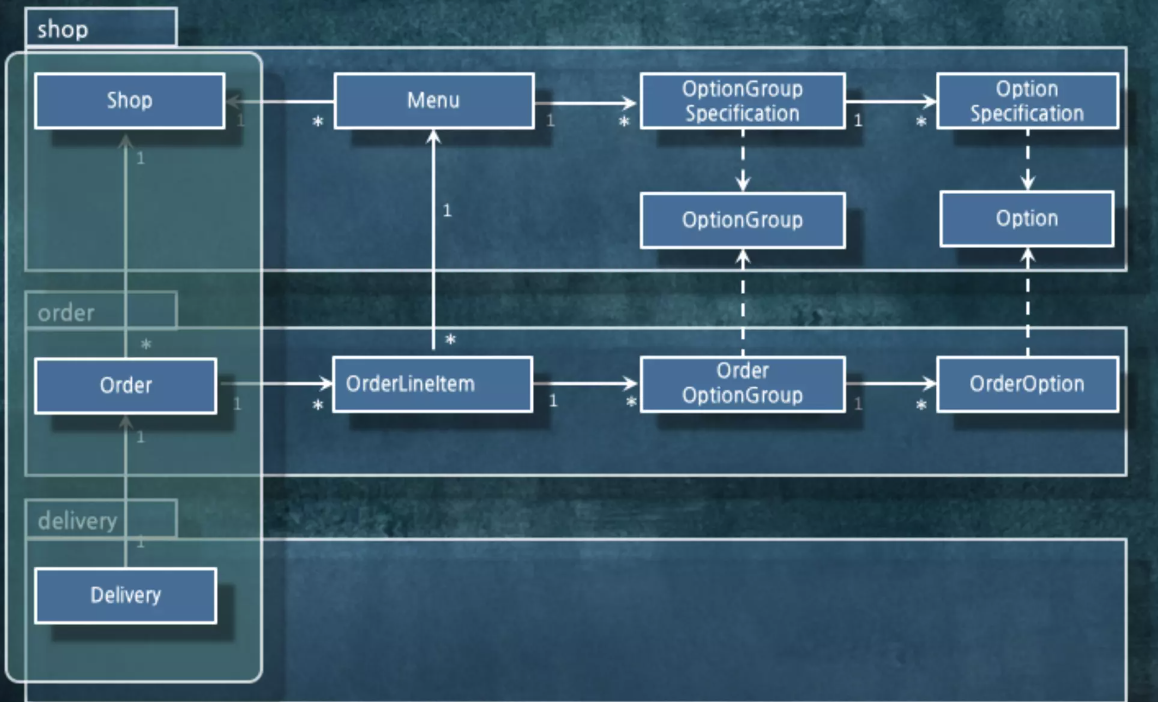 shop
Shop
Menu
OptionGroup
Specification
Option
Specification
1
*
1
*
1
*
1
OptionGroup
Option
1
order
*
*
Order
OrderLineItem
Order
OptionGroup
OrderOption
1
*
1
*
1
*
1
delivery
1
Delivery